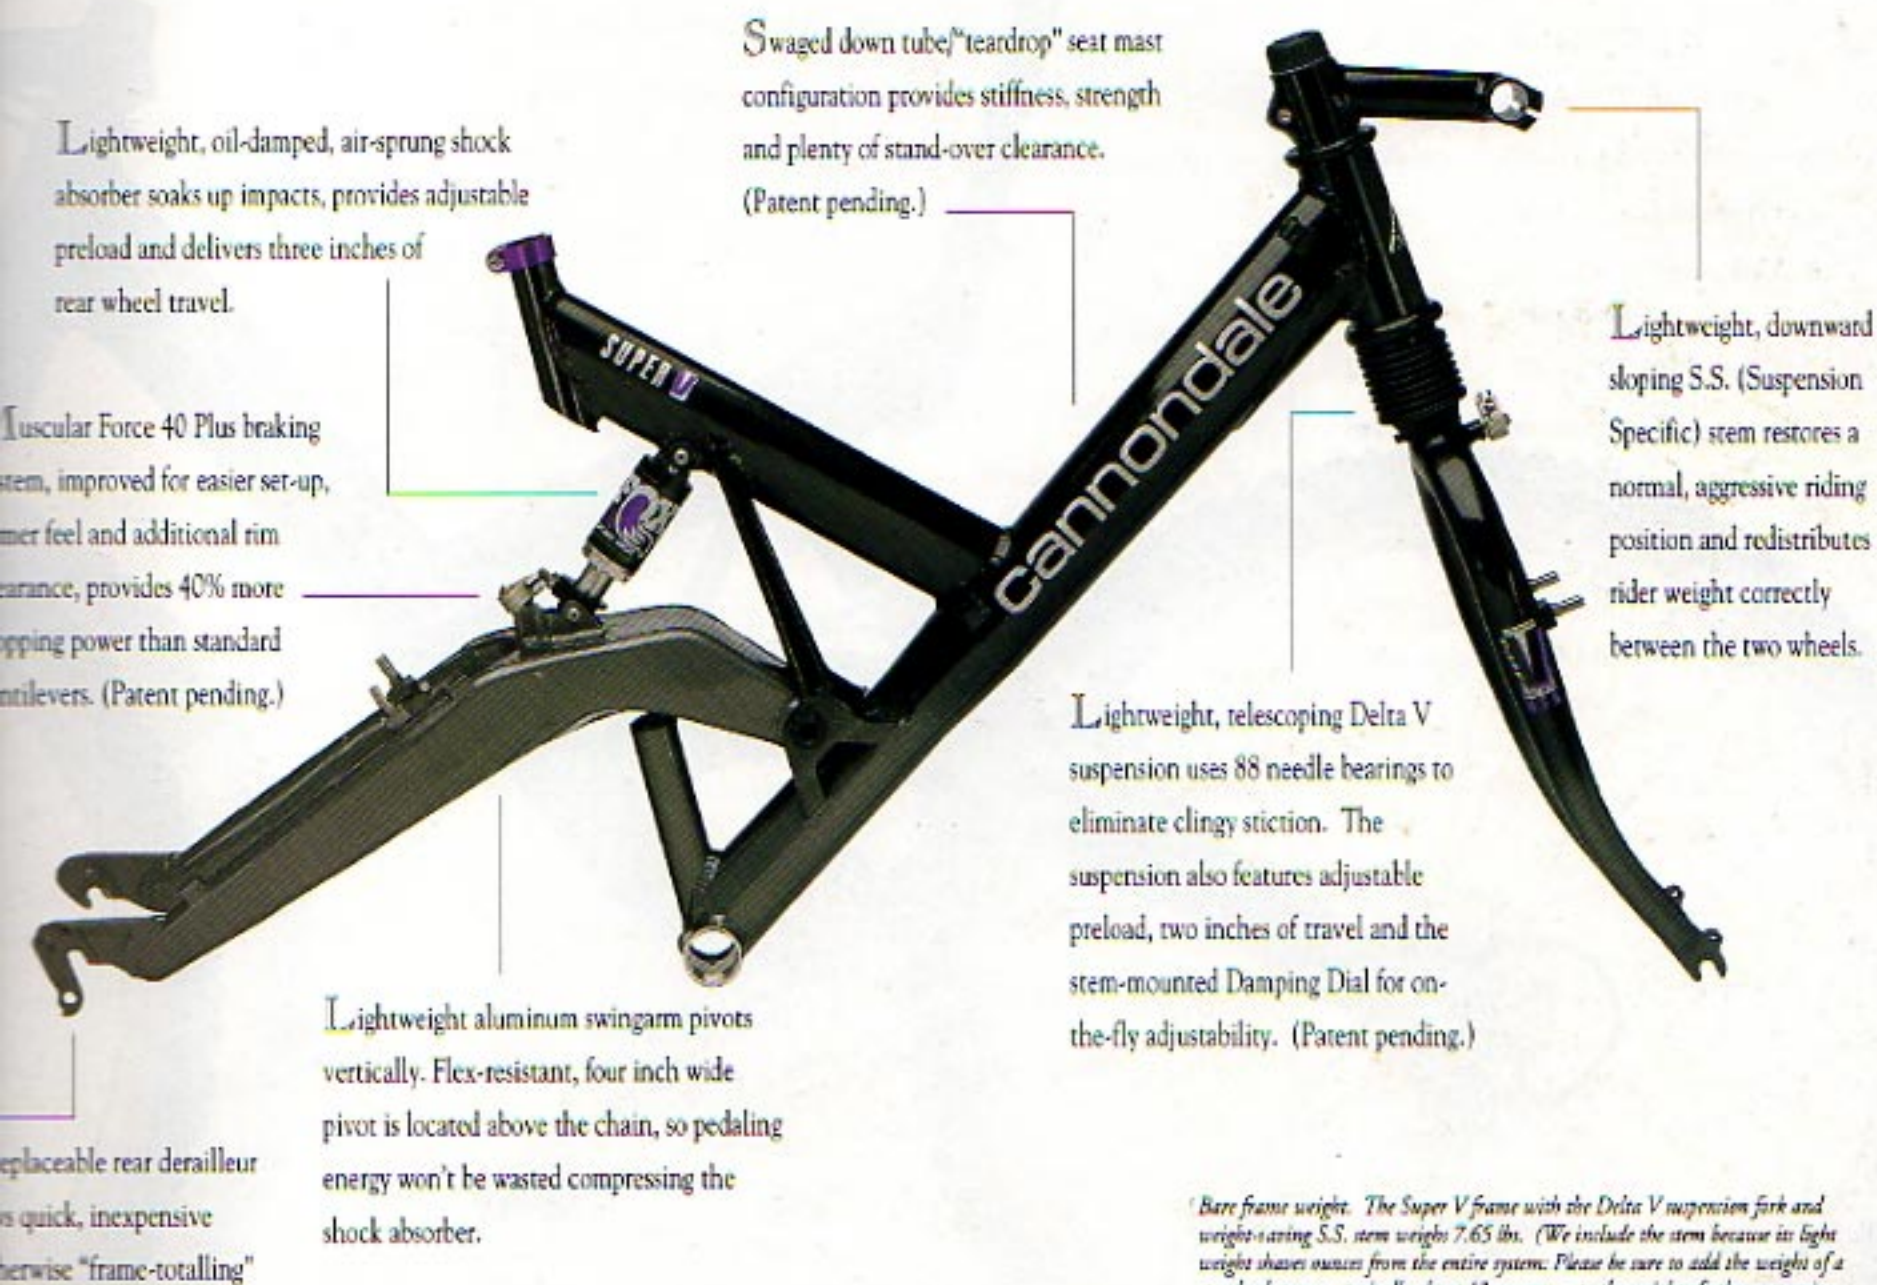 Swaged down tube/"teardrop" seat mast
configuration provides stiffness, strength
and plenty of stand-over clearance.
(Patent pending.)
Lightweight, oil-damped, air-sprung shock
absorber soaks up impacts, provides adjustable
preload and delivers three inches of
rear wheel travel.
uscular Force 40 Plus braking
stem, improved for easier set-up,
mer feel and additional rim
earance, provides 40% more
opping power than standard
ntilevers. (Patent pending.)
SUPER V
cannondale
Lightweight, downward
sloping S.S. (Suspension
Specific) stem restores a
normal, aggressive riding
position and redistributes
rider weight correctly
between the two wheels.
V
Lightweight, telescoping Delta V
suspension uses 88 needle bearings to
eliminate clingy stiction. The
suspension also features adjustable
preload, two inches of travel and the
stem-mounted Damping Dial for on-
the-fly adjustability. (Patent pending.)
Lightweight aluminum swingarm pivots
vertically. Flex-resistant, four inch wide
pivot is located above the chain, so pedaling
energy won't be wasted compressing the
shock absorber.
eplaceable rear derailleur
s quick, inexpensive
herwise "frame-totalling"
Bare frame weight. The Super V frame with the Delta V suspension fork and
weight-saving S.S. stem weighs 7.65 lbs. (We include the stem because its light
weight shaves ounces from the entire system. Please be sure to add the weight of a